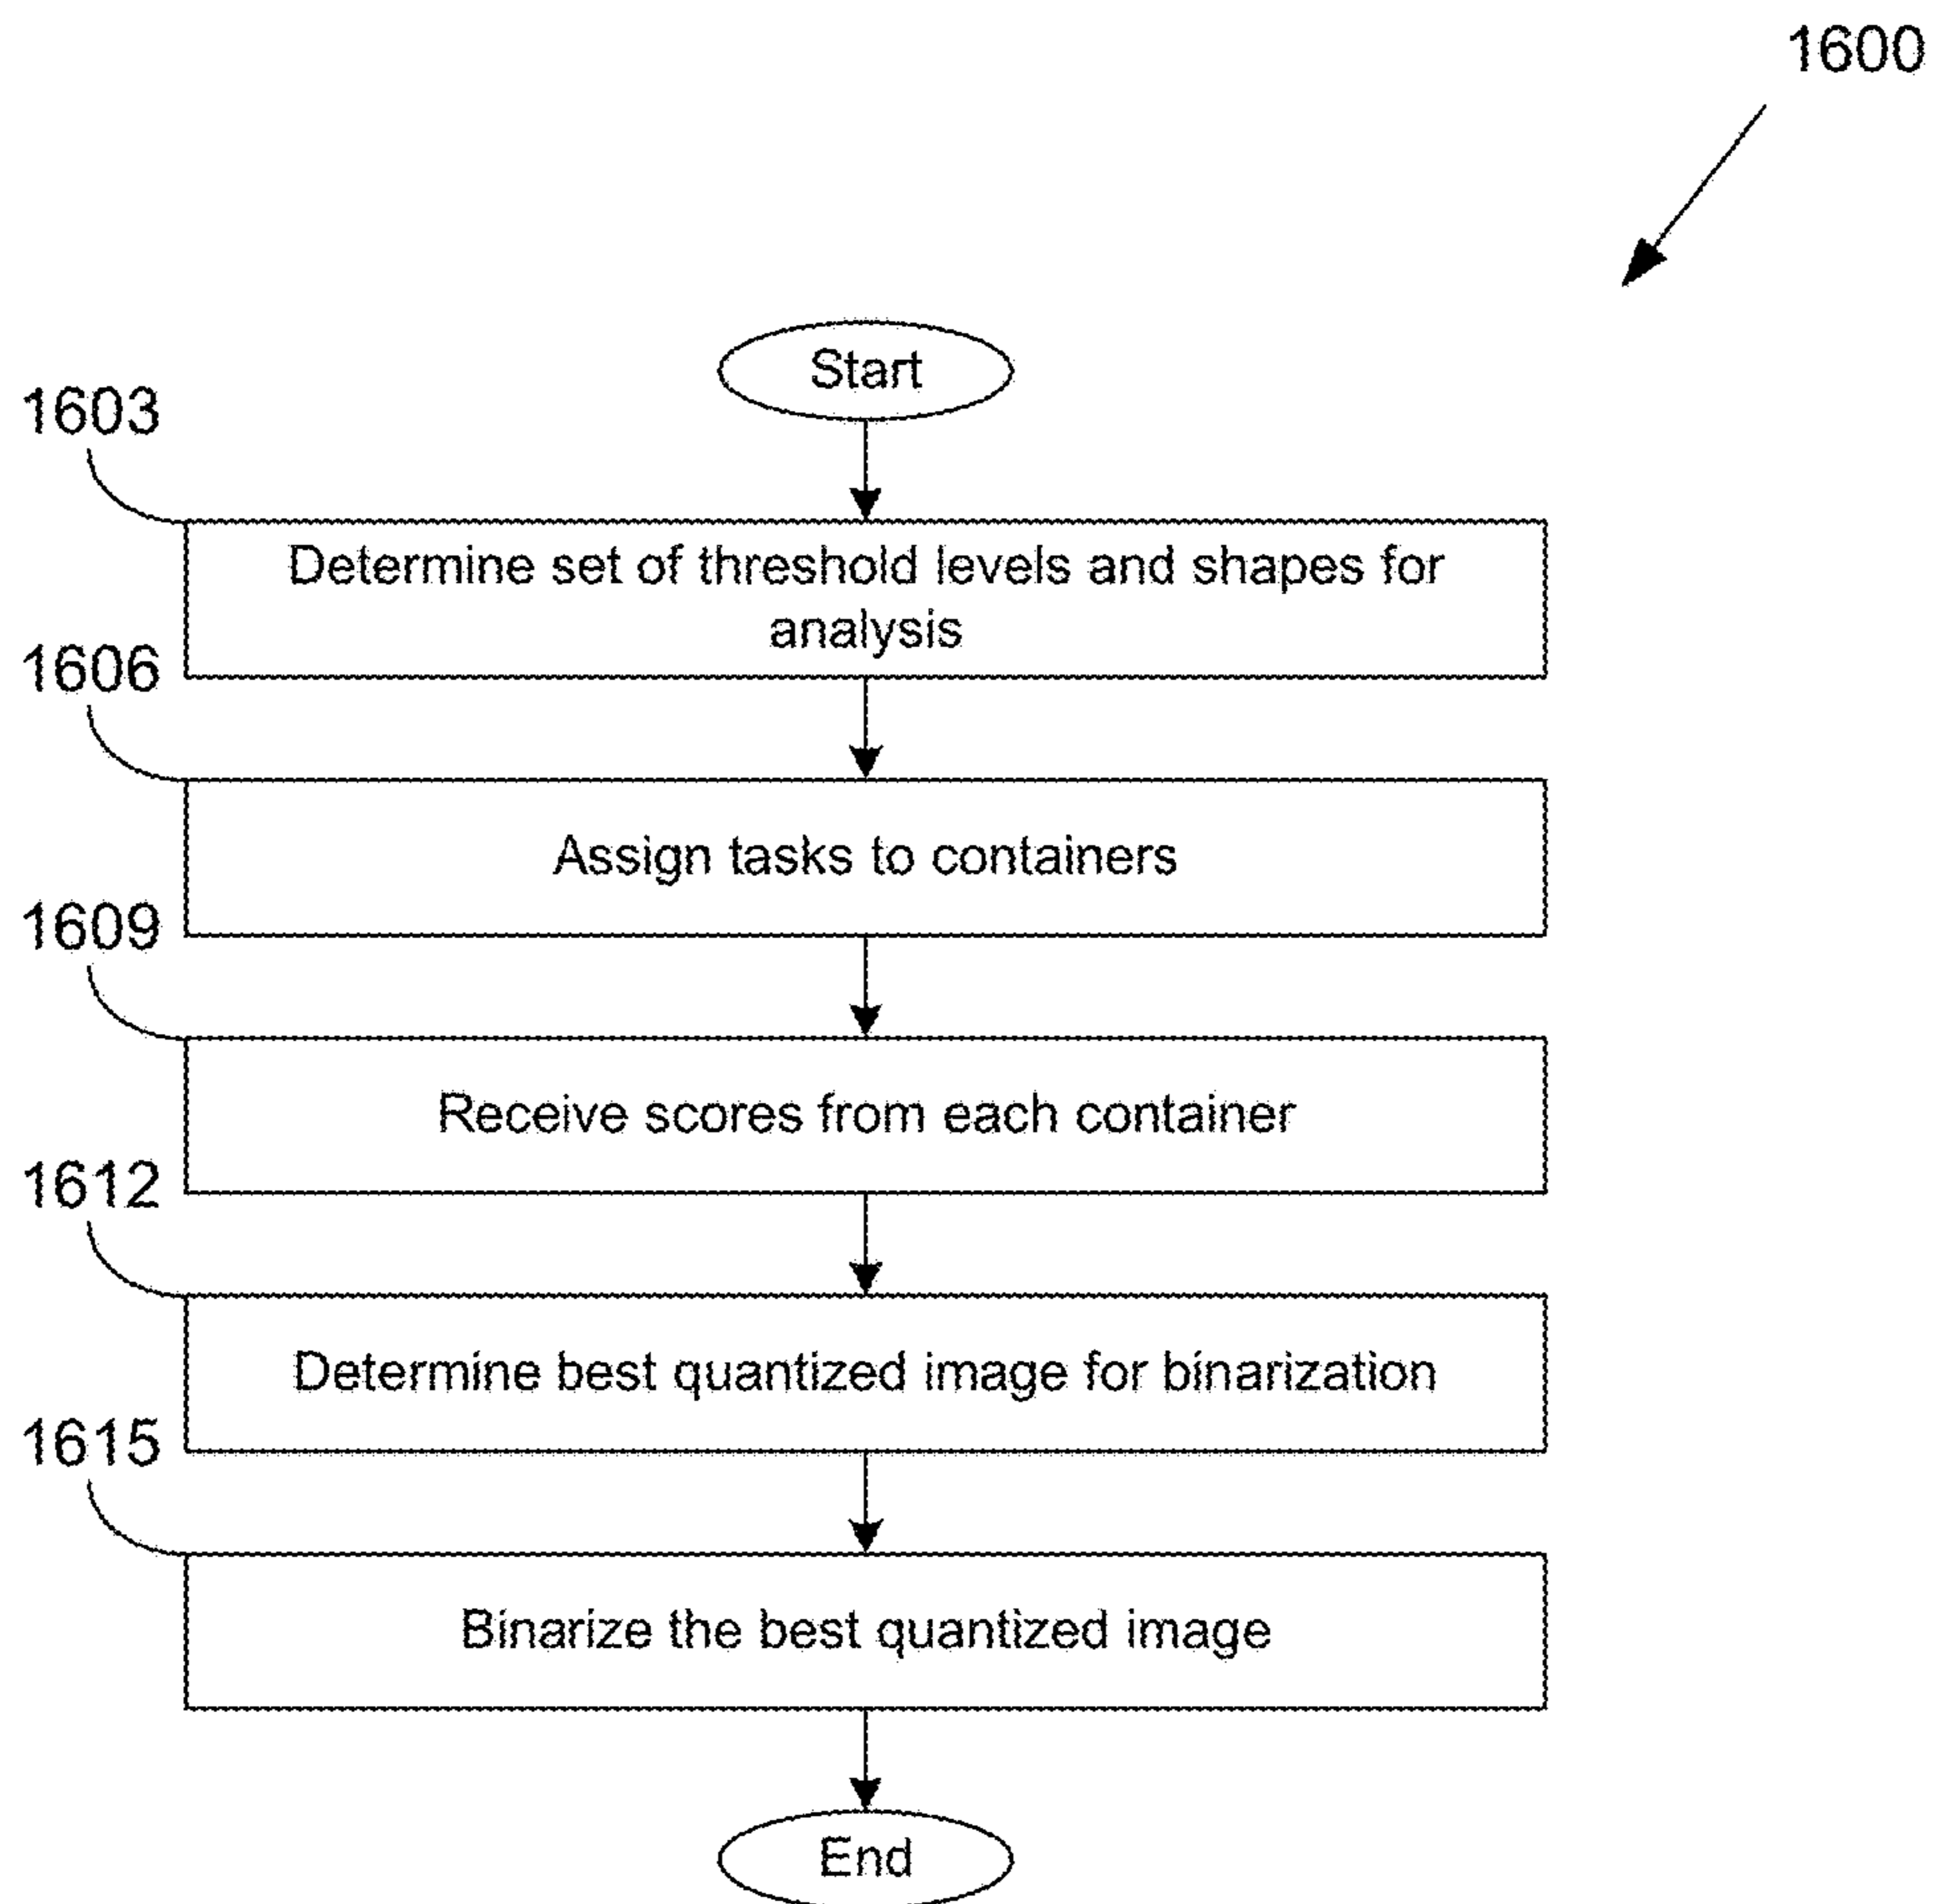 1600
Start
1603
Determine set of threshold levels and shapes for
analysis
1606
Assign tasks to containers
1609
Receive scores from each container
1612
Determine best quantized image for binarization
1615
Binarize the best quantized image
End